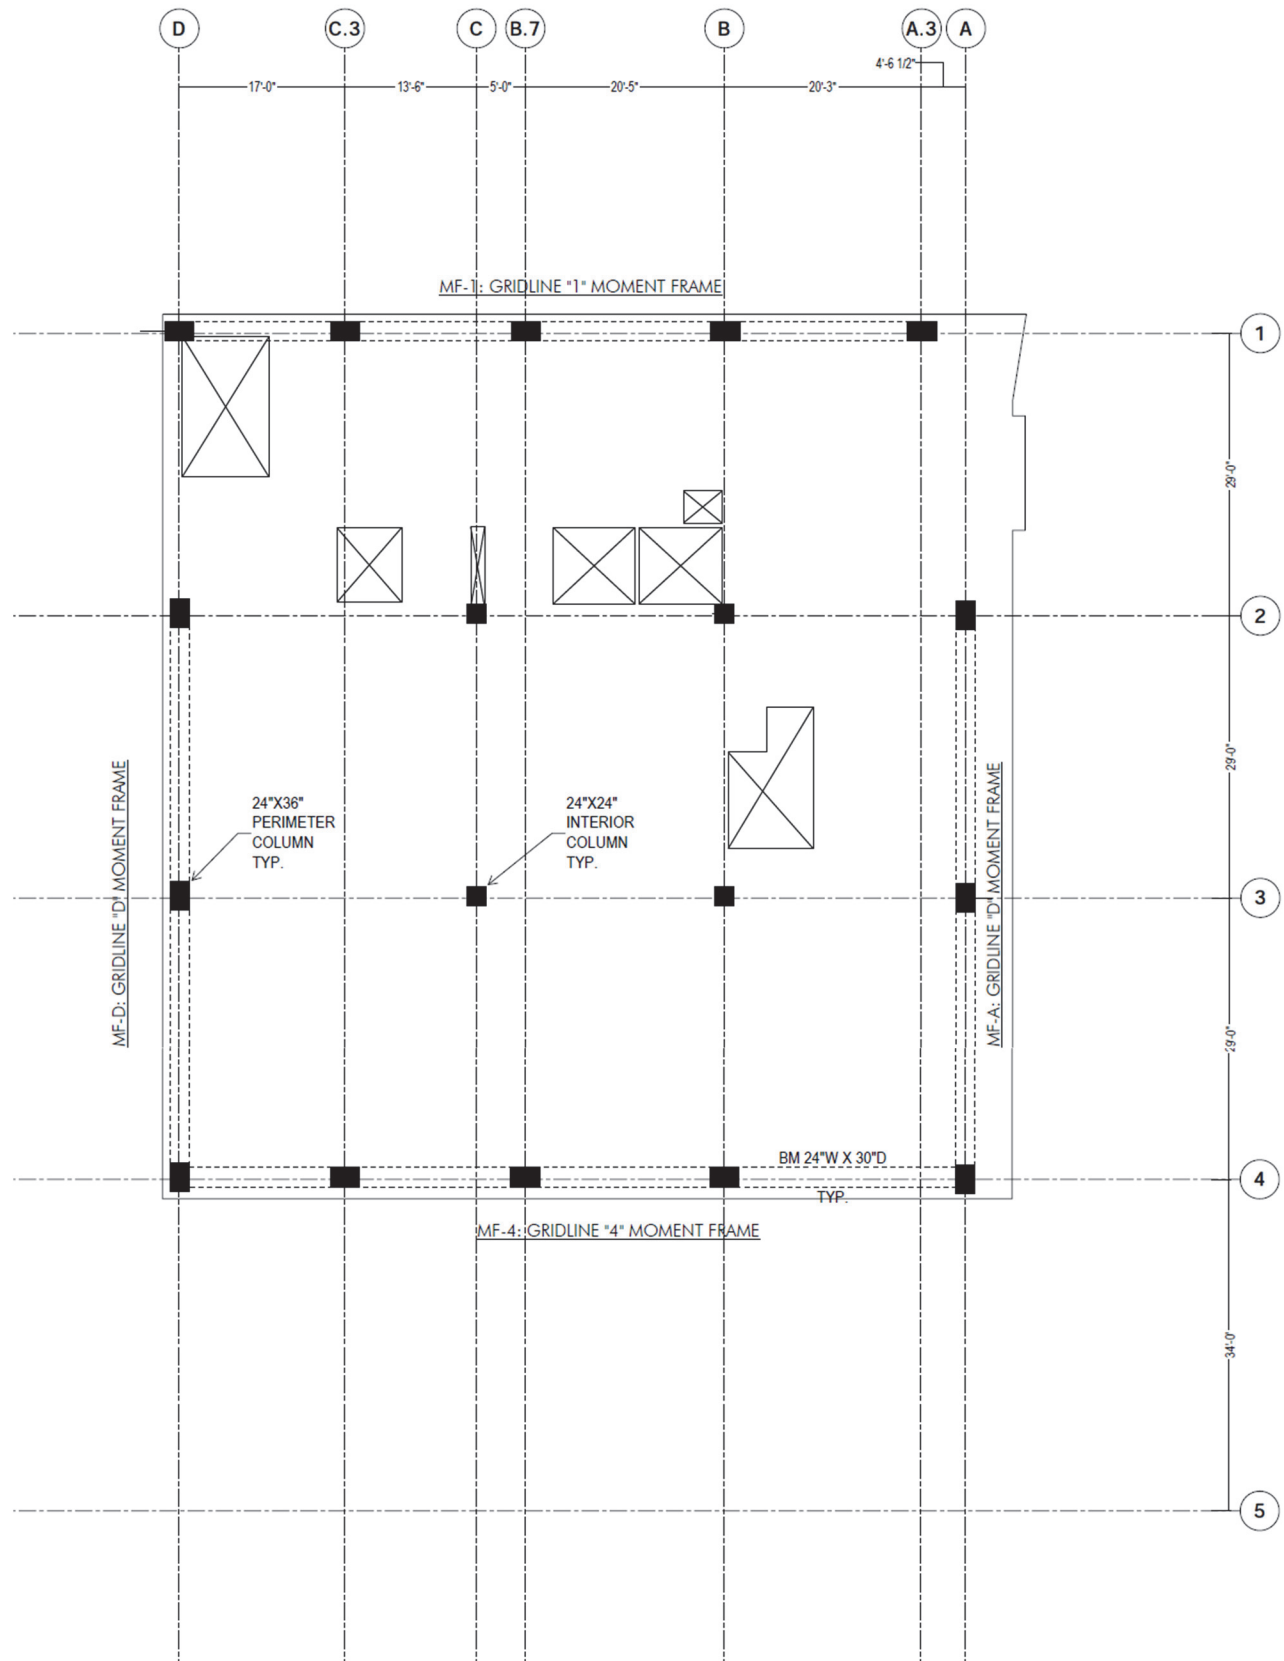 D C.3 C B.7 B A.3 A
4'-6 1/2"
17'-0" 13'-6" 5'-0" 20'-5" 20'-3"
MF-1: GRIDLINE "1" MOMENT FRAME
1
29'-0"
2
29'-0"
MF-D: GRIDLINE "D" MOMENT FRAME
24"X36"
PERIMETER
COLUMN
TYP.
24"X24"
INTERIOR
COLUMN
TYP.
MF-A: GRIDLINE "D" MOMENT FRAME
3
29'-0"
BM 24"W X 30"D
TYP.
4
MF-4: GRIDLINE "4" MOMENT FRAME
34'-0"
5